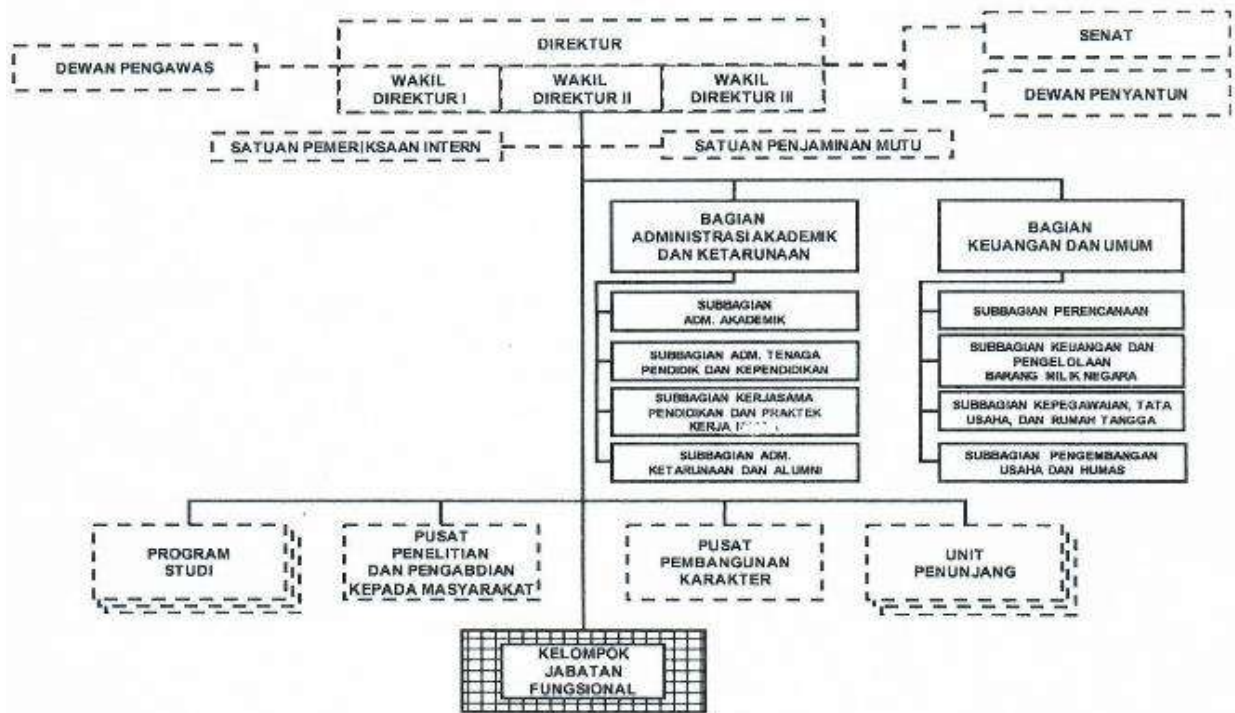 DIREKTUR
SENAT
DEWAN PENGAWAS
WAKIL
DIREKTUR I
WAKIL
DIREKTUR II
WAKIL
DIREKTUR III
DEWAN PENYANTUN
SATUAN PEMERIKSAAN INTERN
SATUAN PENJAMINAN MUTU
BAGIAN
ADMINISTRASI AKADEMIK
DAN KETARUNAAN
BAGIAN
KEUANGAN DAN UMUM
SUBBAGIAN
ADM. AKADEMIK
SUBBAGIAN ADM. TENAGA
PENDIDIK DAN KEPENDIDIKAN
SUBBAGIAN KERJASAMA
PENDIDIKAN DAN PRAKTEK
KERJA
SUBBAGIAN ADM.
KETARUNAAN DAN ALUMNI
SUBBAGIAN PERENCANAAN
SUBBAGIAN KEUANGAN DAN
PENGELOLAAN
BARANG MILIK NEGARA
SUBBAGIAN KEPEGAWAIAN, TATA
USAHA, DAN RUMAH TANGGA
SUBBAGIAN PENGEMBANGAN
USAHA DAN HUMAS
PROGRAM
STUDI
PUSAT
PENELITIAN
DAN PENGABDIAN
KEPADA MASYARAKAT
PUSAT
PEMBANGUNAN
KARAKTER
UNIT
PENUNJANG
KELOMPOK
JABATAN
FUNGSIONAL